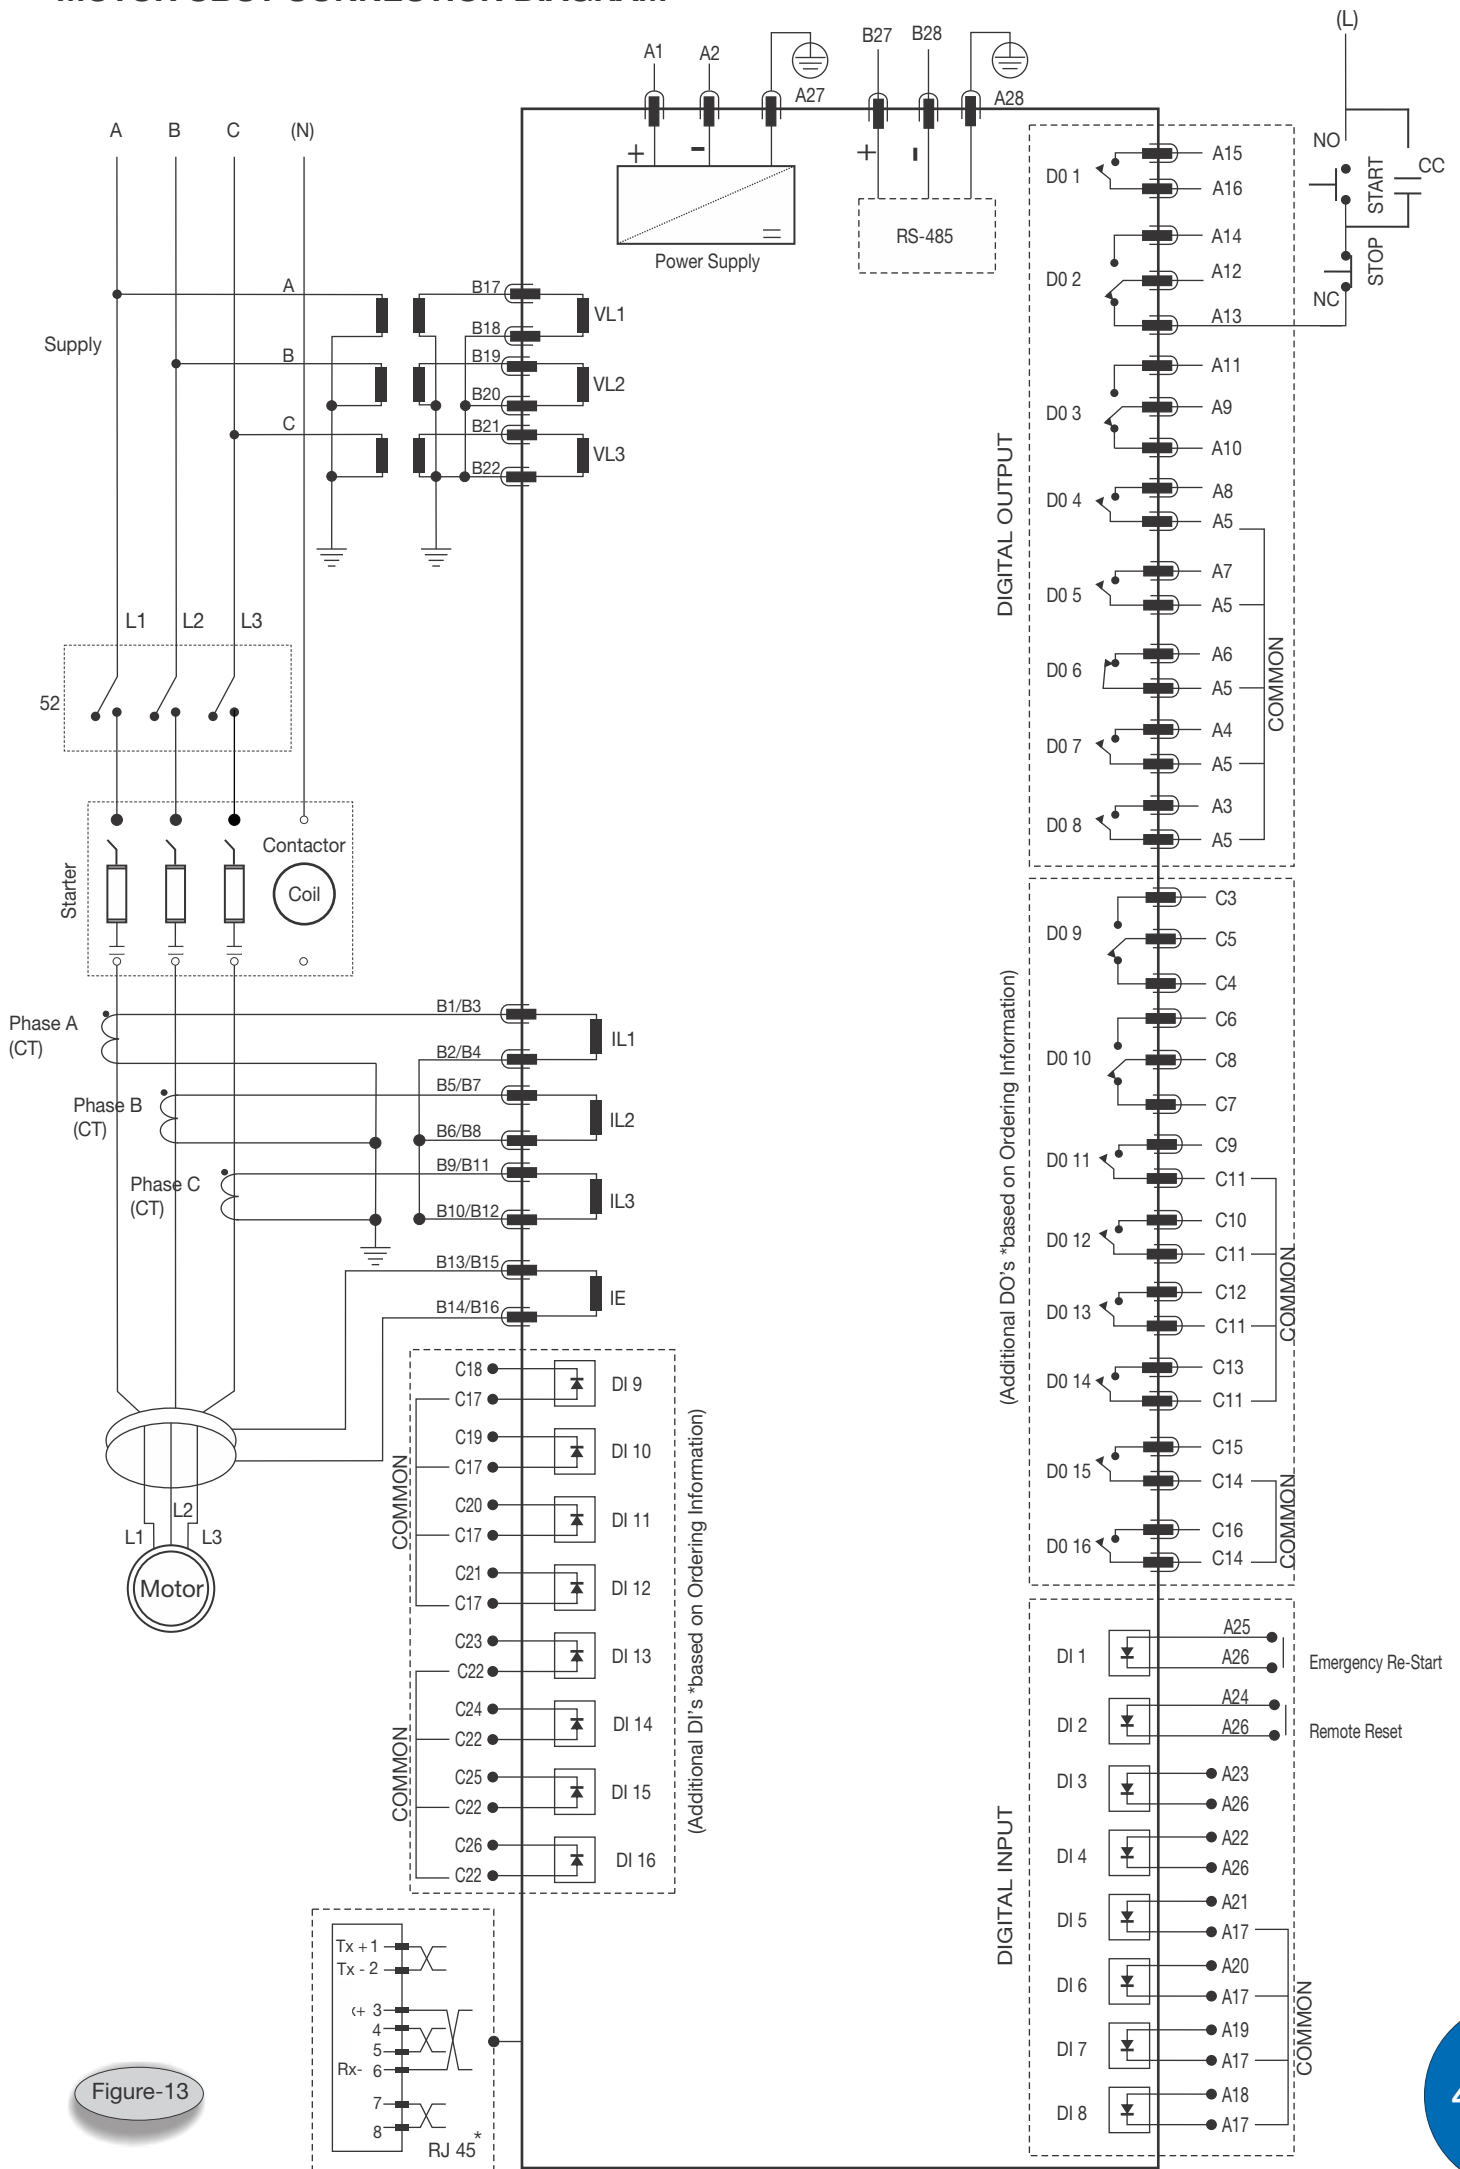 (L)
A1
A2
A27
B27
B28
A28
+
-
+
-
Power Supply
RS-485
NO
START
CC
STOP
NC
A
B
C
(N)
Supply
A
B
C
B17
B18
B19
B20
B21
B22
VL1
VL2
VL3
L1
L2
L3
52
Starter
Contactor
Coil
Phase A
(CT)
Phase B
(CT)
Phase C
(CT)
B1/B3
B2/B4
B5/B7
B6/B8
B9/B11
B10/B12
B13/B15
B14/B16
IL1
IL2
IL3
IE
L1
L2
L3
Motor
DIGITAL OUTPUT
D0 1
A15
A16
D0 2
A14
A12
A13
D0 3
A11
A9
A10
D0 4
A8
A5
D0 5
A7
A5
D0 6
A6
A5
D0 7
A4
A5
D0 8
A3
A5
COMMON
(Additional DO's *based on Ordering Information)
D0 9
C3
C5
C4
D0 10
C6
C8
C7
D0 11
C9
C11
D0 12
C10
C11
D0 13
C12
C11
D0 14
C13
C11
COMMON
D0 15
C15
C14
D0 16
C16
C14
COMMON
C18
C17
DI 9
C19
C17
DI 10
C20
C17
DI 11
C21
C17
DI 12
COMMON
C23
C22
DI 13
C24
C22
DI 14
C25
C22
DI 15
C26
C22
DI 16
COMMON
(Additional DI's *based on Ordering Information)
DIGITAL INPUT
DI 1
A25
A26
Emergency Re-Start
DI 2
A24
A26
Remote Reset
DI 3
A23
A26
DI 4
A22
A26
DI 5
A21
A17
DI 6
A20
A17
DI 7
A19
A17
DI 8
A18
A17
COMMON
Tx + 1
Tx - 2
+ 3
4
5
Rx- 6
7
8
RJ 45*
Figure-13